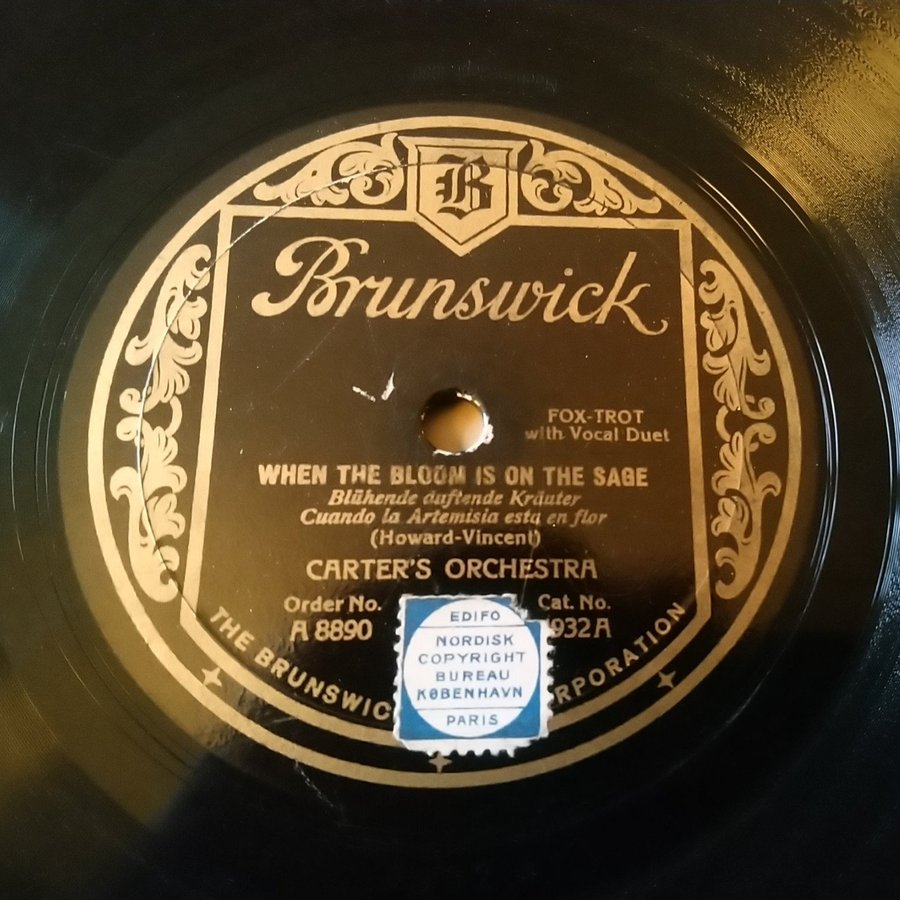 B
Brunswick
FOX-TROT
with Vocal Duet
WHEN THE BLOOM IS ON THE SAGE
Blühende duftende Kräuter
Cuando la Artemisia esta en flor
(Howard-Vincent)
CARTER'S ORCHESTRA
Order No. Cat. No.
A 8890 932A
EDIFO
NORDISK
COPYRIGHT
BUREAU
KØBENHAVN
PARIS
THE BRUNSWIC RPORATION